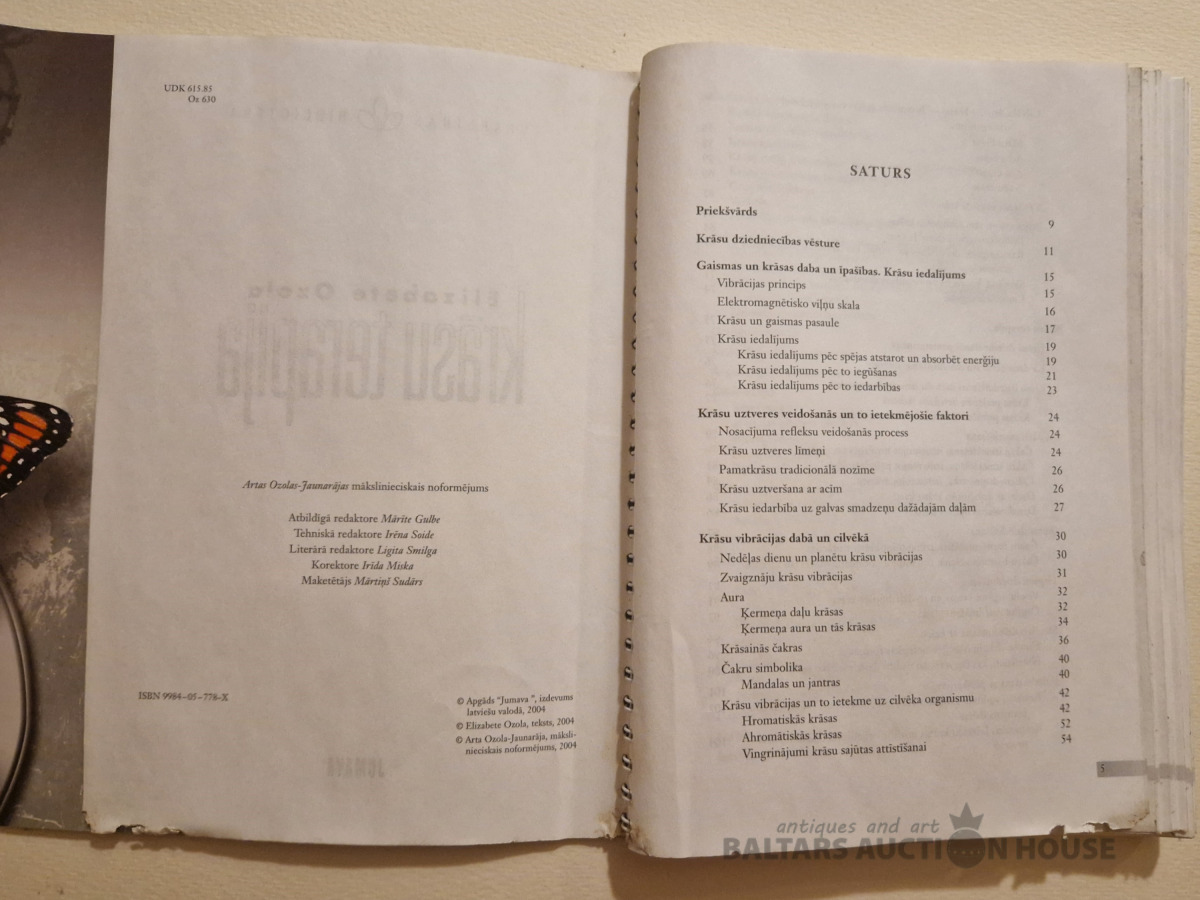 UDK 615.85
Oz 630
Elizabete Ozola
Krāsu terapija
Artas Ozolas-Jaunarājas mākslinieciskais noformējums
Atbildīgā redaktore Mārīte Gulbe
Tehniskā redaktore Irēna Soide
Literārā redaktore Ligita Smilga
Korektore Irīda Miska
Maketētājs Mārtiņš Sudārs
ISBN 9984-05-778-X
© Apgāds "Jumava", izdevums
latviešu valodā, 2004
© Elizabete Ozola, teksts, 2004
© Arta Ozola-Jaunarāja, māksli-
nieciskais noformējums, 2004
JUMAVA
SATURS
Priekšvārds 9
Krāsu dziedniecības vēsture 11
Gaismas un krāsas daba un īpašības. Krāsu iedalījums 15
Vibrācijas princips 15
Elektromagnētisko viļņu skala 16
Krāsu un gaismas pasaule 17
Krāsu iedalījums 19
Krāsu iedalījums pēc spējas atstarot un absorbēt enerģiju 19
Krāsu iedalījums pēc to iegūšanas 21
Krāsu iedalījums pēc to iedarbības 23
Krāsu uztveres veidošanās un to ietekmējošie faktori 24
Nosacījuma refleksu veidošanās process 24
Krāsu uztveres līmeņi 24
Pamatkrāsu tradicionālā nozīme 26
Krāsu uztveršana ar acīm 26
Krāsu iedarbība uz galvas smadzeņu dažādajām daļām 27
Krāsu vibrācijas dabā un cilvēkā 30
Nedēļas dienu un planētu krāsu vibrācijas 30
Zvaigznāju krāsu vibrācijas 31
Aura 32
Ķermeņa daļu krāsas 32
Ķermeņa aura un tās krāsas 34
Krāsainās čakras 36
Čakru simbolika 40
Mandalas un jantras 40
Krāsu vibrācijas un to ietekme uz cilvēka organismu 42
Hromatiskās krāsas 42
Ahromātiskās krāsas 52
Vingrinājumi krāsu sajūtas attīstīšanai 54
5
antiques and art
BALTARS AUCTION HOUSE